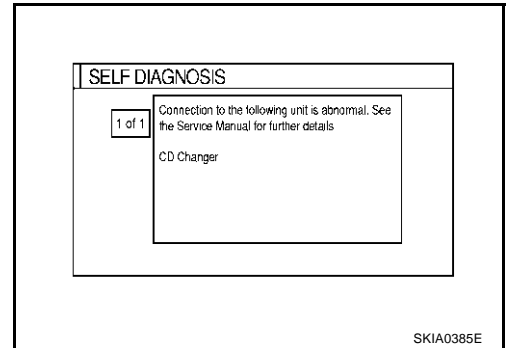 SELF DIAGNOSIS
1 of 1
Connection to the following unit is abnormal. See
the Service Manual for further details
CD Changer
SKIA0385E